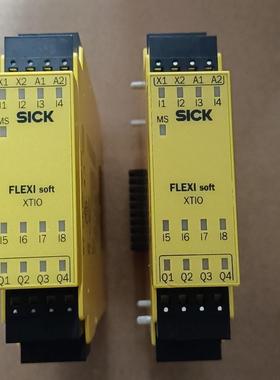 X1 X2 A1 A2
I1 I2 I3 I4
MS
SICK
FLEXI soft
XTIO
I5 I6 I7 I8
Q1 Q2 Q3 Q4
X1 X2 A1 A2
I1 I2 I3 I4
MS
SICK
FLEXI soft
XTIO
I5 I6 I7 I8
Q1 Q2 Q3 Q4